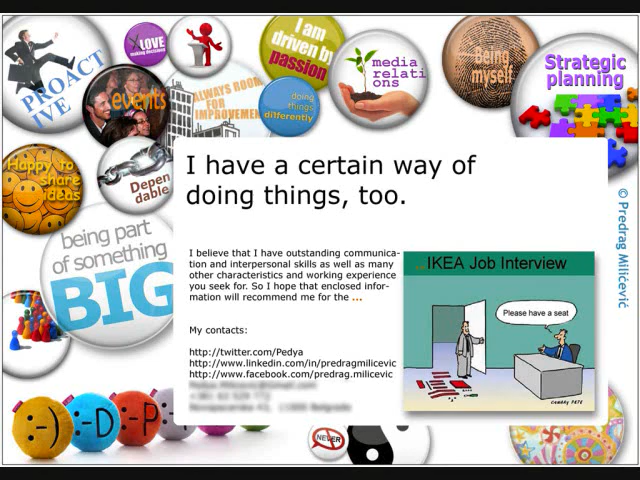 PROACT
IVE
LOVE
making decisions
I am
driven by
passion
media
relati
ons
Being
myself
Strategic
planning
events
ALWAYS ROOM
FOR
IMPROVEMENT
doing
things
differently
Happy to
share
ideas
Depen
dable
being part
of something
BIG
I have a certain way of
doing things, too.
© Predrag Milićević
I believe that I have outstanding communica-
tion and interpersonal skills as well as many
other characteristics and working experience
you seek for. So I hope that enclosed infor-
mation will recommend me for the ...
...IKEA Job Interview
Please have a seat
CANARY PETE
My contacts:
http://twitter.com/Pedya
http://www.linkedin.com/in/predragmilicevic
http://www.facebook.com/predrag.milicevic
:-)
:-D
:-P
NEVER